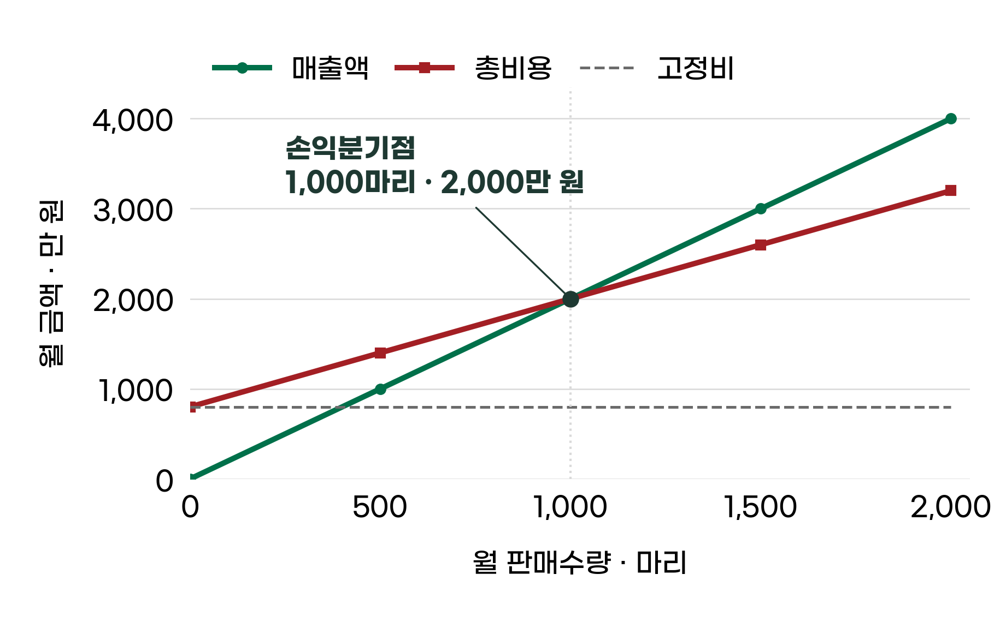 매출액 총비용 고정비
손익분기점
1,000마리 · 2,000만 원
월 금액 · 만 원
4,000
3,000
2,000
1,000
0
0 500 1,000 1,500 2,000
월 판매수량 · 마리